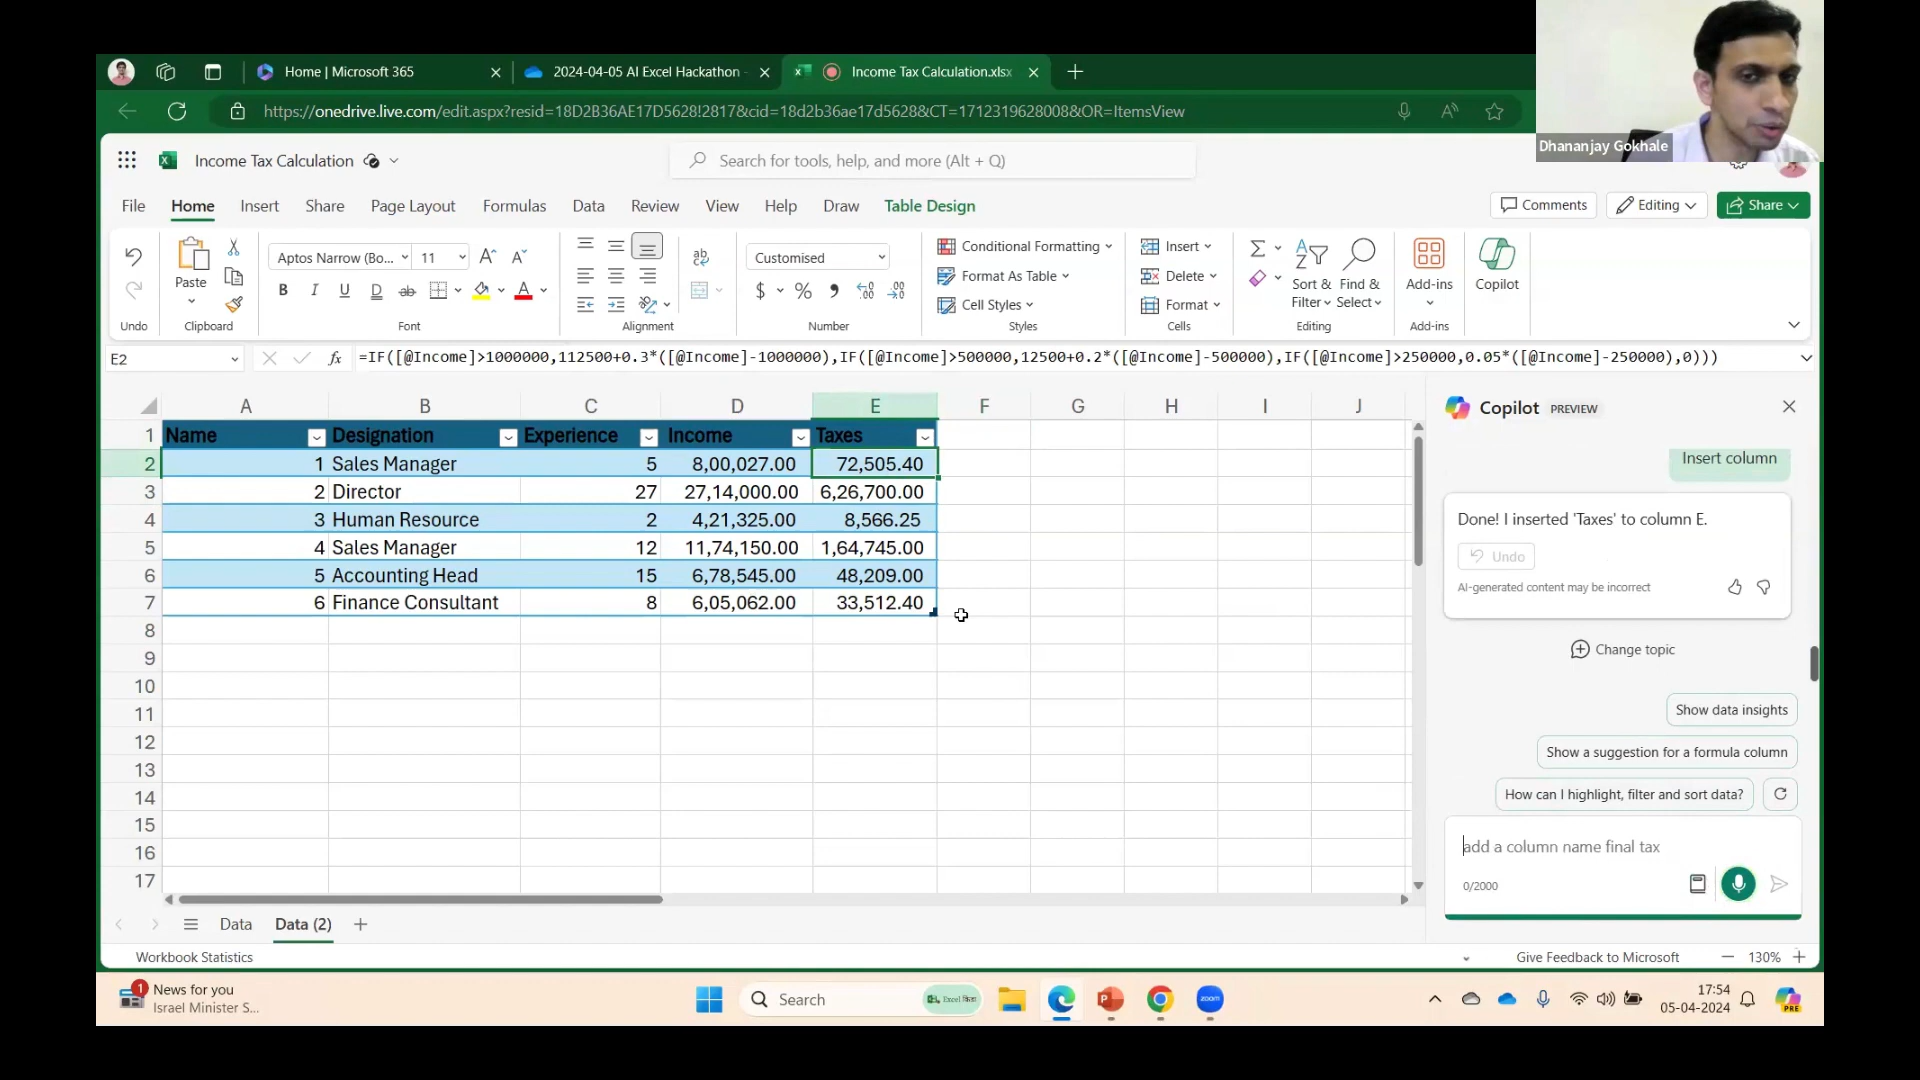 Home | Microsoft 365
2024-04-05 AI Excel Hackathon -
Income Tax Calculation.xlsx
https://onedrive.live.com/edit.aspx?resid=18D2B36AE17D5628!2817&cid=18d2b36ae17d5628&CT=1712319628008&OR=ItemsView
Dhananjay Gokhale
Income Tax Calculation
Search for tools, help, and more (Alt + Q)
File Home Insert Share Page Layout Formulas Data Review View Help Draw Table Design
Comments Editing Share
Paste
Aptos Narrow (Bo... 11
Customised
Conditional Formatting
Format As Table
Cell Styles
Insert
Delete
Format
Sort & Filter
Find & Select
Add-ins
Copilot
Undo Clipboard Font Alignment Number Styles Cells Editing Add-ins
E2
fx =IF([@Income]>1000000,112500+0.3*([@Income]-1000000),IF([@Income]>500000,12500+0.2*([@Income]-500000),IF([@Income]>250000,0.05*([@Income]-250000),0)))
A B C D E F G H I J
1 Name Designation Experience Income Taxes
2 1 Sales Manager 5 8,00,027.00 72,505.40
3 2 Director 27 27,14,000.00 6,26,700.00
4 3 Human Resource 2 4,21,325.00 8,566.25
5 4 Sales Manager 12 11,74,150.00 1,64,745.00
6 5 Accounting Head 15 6,78,545.00 48,209.00
7 6 Finance Consultant 8 6,05,062.00 33,512.40
8
9
10
11
12
13
14
15
16
17
Copilot PREVIEW
Insert column
Done! I inserted 'Taxes' to column E.
Undo
AI-generated content may be incorrect
Change topic
Show data insights
Show a suggestion for a formula column
How can I highlight, filter and sort data?
add a column name final tax
0/2000
Data Data (2)
Workbook Statistics
Give Feedback to Microsoft
130%
1
News for you
Israel Minister S...
Search
zoom
17:54
05-04-2024
PRE